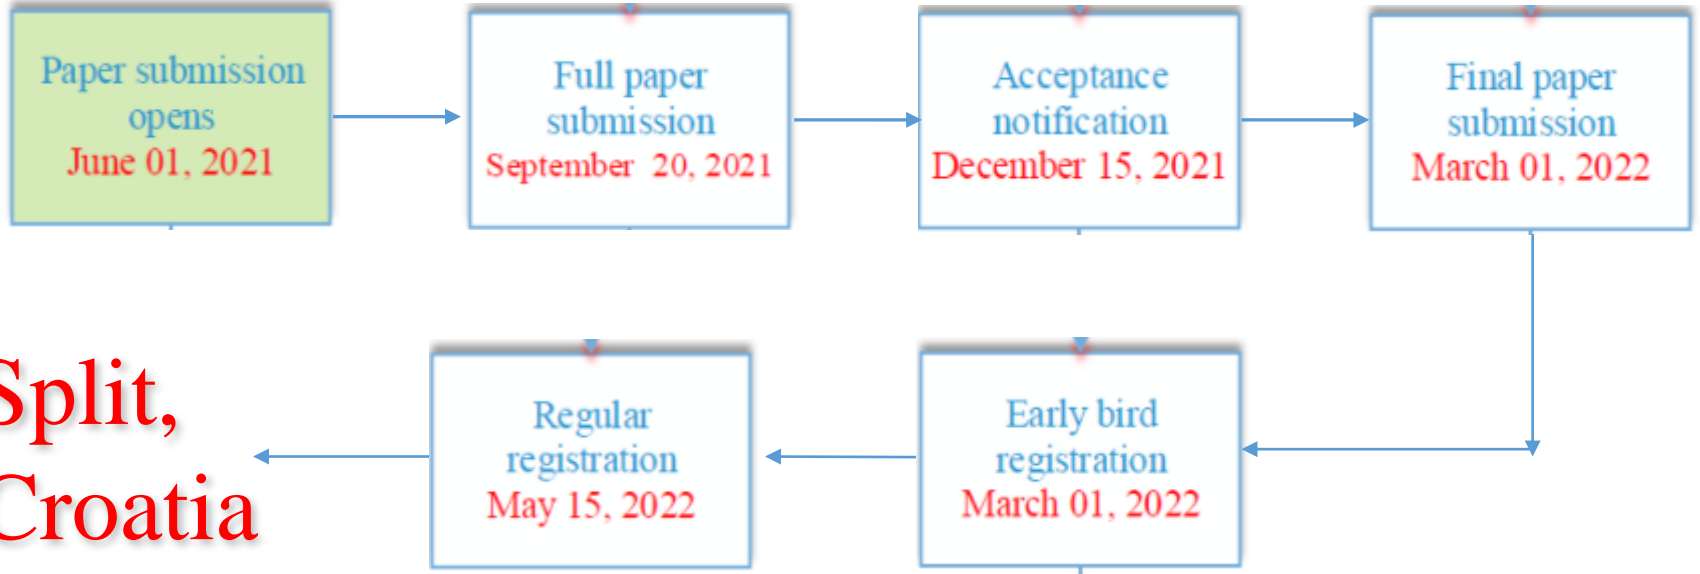 Paper submission
opens
June 01, 2021
Full paper
submission
September 20, 2021
Acceptance
notification
December 15, 2021
Final paper
submission
March 01, 2022
Early bird
registration
March 01, 2022
Regular
registration
May 15, 2022
Split,
Croatia